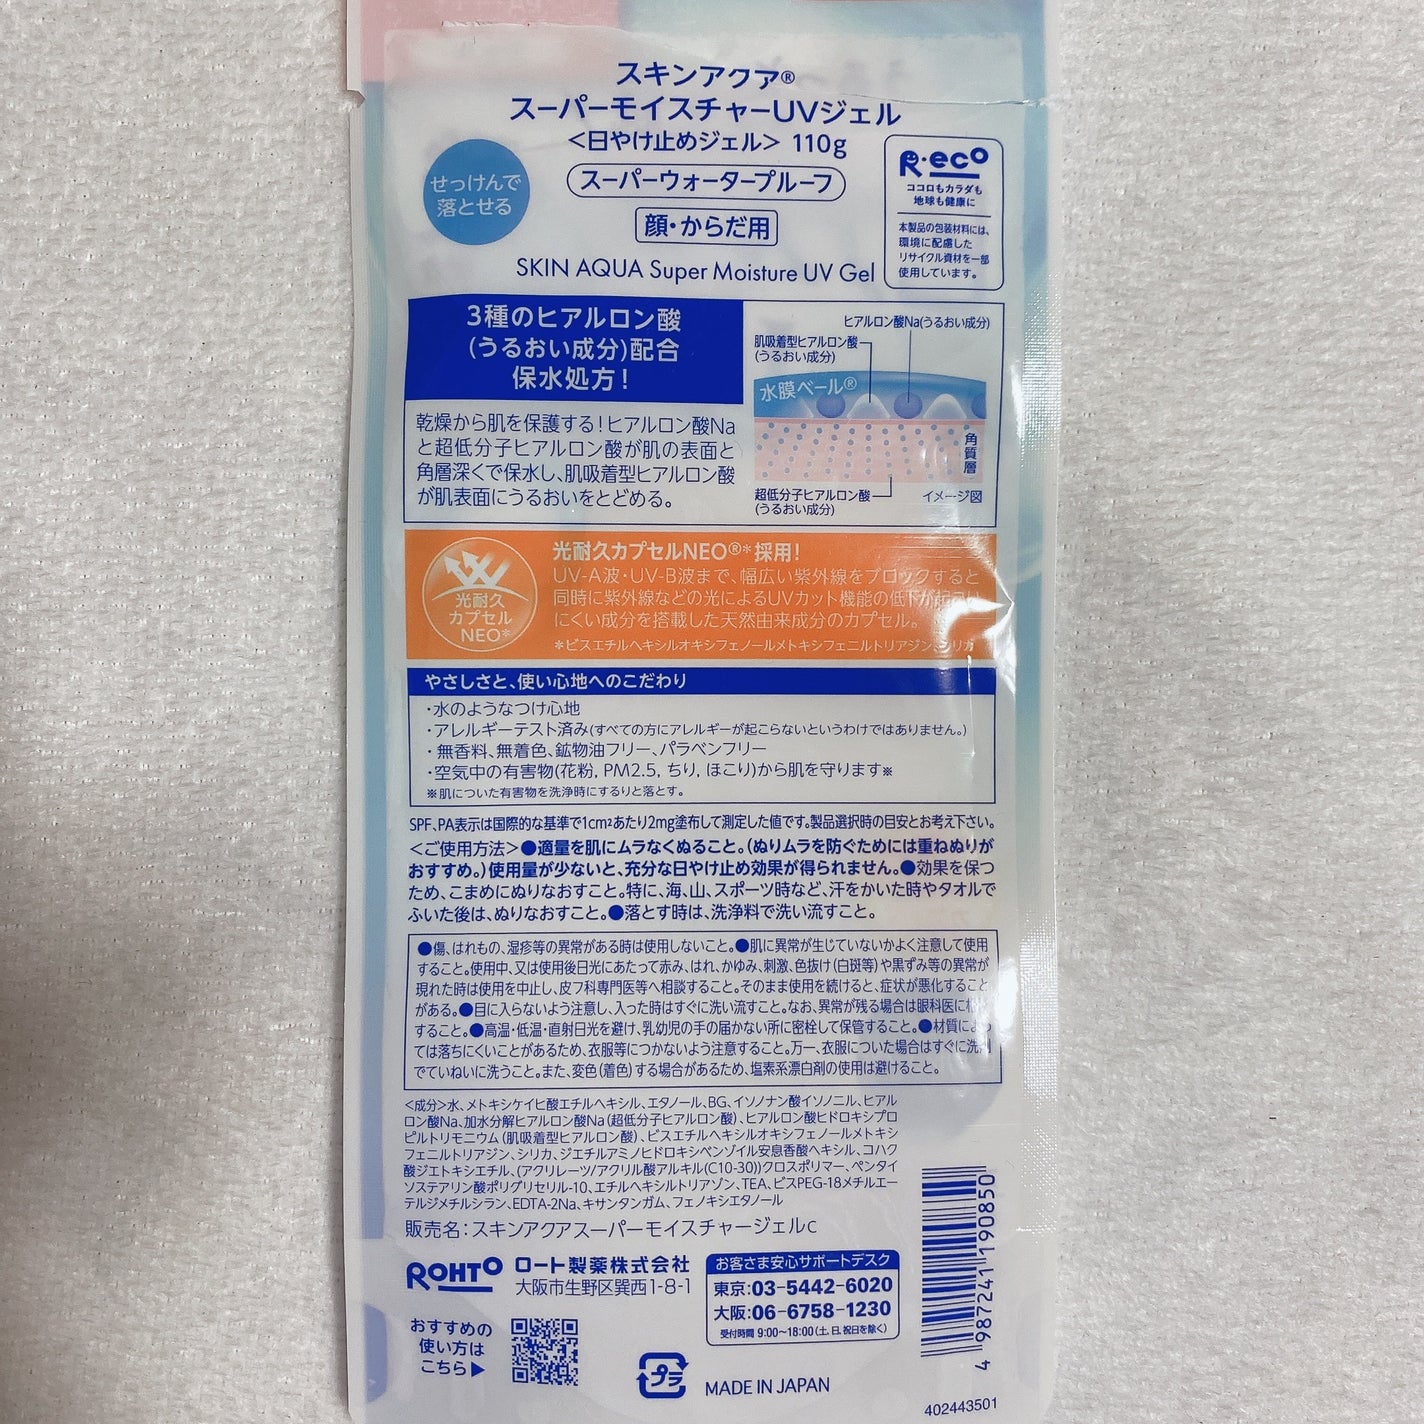 スキンアクア®
スーパーモイスチャーUVジェル
<日やけ止めジェル> 110g
スーパーウォータープルーフ
せっけんで
落とせる
顔・からだ用
R・eco
ココロもカラダも
地球も健康に
本製品の包装材料には、
環境に配慮した
リサイクル資材を一部
使用しています。
SKIN AQUA Super Moisture UV Gel
3種のヒアルロン酸
(うるおい成分)配合
保水処方!
乾燥から肌を保護する!ヒアルロン酸Na
と超低分子ヒアルロン酸が肌の表面と
角層深くで保水し、肌吸着型ヒアルロン酸
が肌表面にうるおいをとどめる。
ヒアルロン酸Na(うるおい成分)
肌吸着型ヒアルロン酸
(うるおい成分)
水膜ベール®
角質層
超低分子ヒアルロン酸
(うるおい成分)
イメージ図
光耐久
カプセル
NEO*
光耐久カプセルNEO®*採用!
UV-A波・UV-B波まで、幅広い紫外線をブロックすると
同時に紫外線などの光によるUVカット機能の低下が起こり
にくい成分を搭載した天然由来成分のカプセル。
*ビスエチルヘキシルオキシフェノールメトキシフェニルトリアジン、シリカ
やさしさと、使い心地へのこだわり
・水のようなつけ心地
・アレルギーテスト済み(すべての方にアレルギーが起こらないというわけではありません。)
・無香料、無着色、鉱物油フリー、パラベンフリー
・空気中の有害物(花粉, PM2.5, ちり, ほこり)から肌を守ります※
※肌についた有害物を洗浄時にするりと落とす。
SPF、PA表示は国際的な基準で1cm²あたり2mg塗布して測定した値です。製品選択時の目安とお考え下さい。
<ご使用方法>●適量を肌にムラなくぬること。(ぬりムラを防ぐためには重ねぬりが
おすすめ。)使用量が少ないと、充分な日やけ止め効果が得られません。●効果を保つ
ため、こまめにぬりなおすこと。特に、海、山、スポーツ時など、汗をかいた時やタオルで
ふいた後は、ぬりなおすこと。●落とす時は、洗浄料で洗い流すこと。
●傷、はれもの、湿疹等の異常がある時は使用しないこと。●肌に異常が生じていないかよく注意して使用
すること。使用中、又は使用後日光にあたって赤み、はれ、かゆみ、刺激、色抜け(白斑等)や黒ずみ等の異常が
現れた時は使用を中止し、皮フ科専門医等へ相談すること。そのまま使用を続けると、症状が悪化すること
がある。●目に入らないよう注意し、入った時はすぐに洗い流すこと。なお、異常が残る場合は眼科医に相談
すること。●高温・低温・直射日光を避け、乳幼児の手の届かない所に密栓して保管すること。●材質によっ
ては落ちにくいことがあるため、衣服等につかないよう注意すること。万一、衣服についた場合はすぐに洗剤
でていねいに洗うこと。また、変色(着色)する場合があるため、塩素系漂白剤の使用は避けること。
<成分>水、メトキシケイヒ酸エチルヘキシル、エタノール、BG、イソノナン酸イソノニル、ヒアル
ロン酸Na、加水分解ヒアルロン酸Na(超低分子ヒアルロン酸)、ヒアルロン酸ヒドロキシプロ
ピルトリモニウム(肌吸着型ヒアルロン酸)、ビスエチルヘキシルオキシフェノールメトキシ
フェニルトリアジン、シリカ、ジエチルアミノヒドロキシベンゾイル安息香酸ヘキシル、コハク
酸ジエトキシエチル、(アクリレーツ/アクリル酸アルキル(C10-30))クロスポリマー、ペンタイ
ソステアリン酸ポリグリセリル-10、エチルヘキシルトリアゾン、TEA、ビスPEG-18メチルエー
テルジメチルシラン、EDTA-2Na、キサンタンガム、フェノキシエタノール
販売名:スキンアクアスーパーモイスチャージェルc
ROHTO
ロート製薬株式会社
大阪市生野区巽西1-8-1
お客さま安心サポートデスク
東京:03-5442-6020
大阪:06-6758-1230
受付時間 9:00〜18:00(土, 日, 祝日を除く)
おすすめの
使い方は
こちら▶
プラ
MADE IN JAPAN
4 987241 190850
402443501